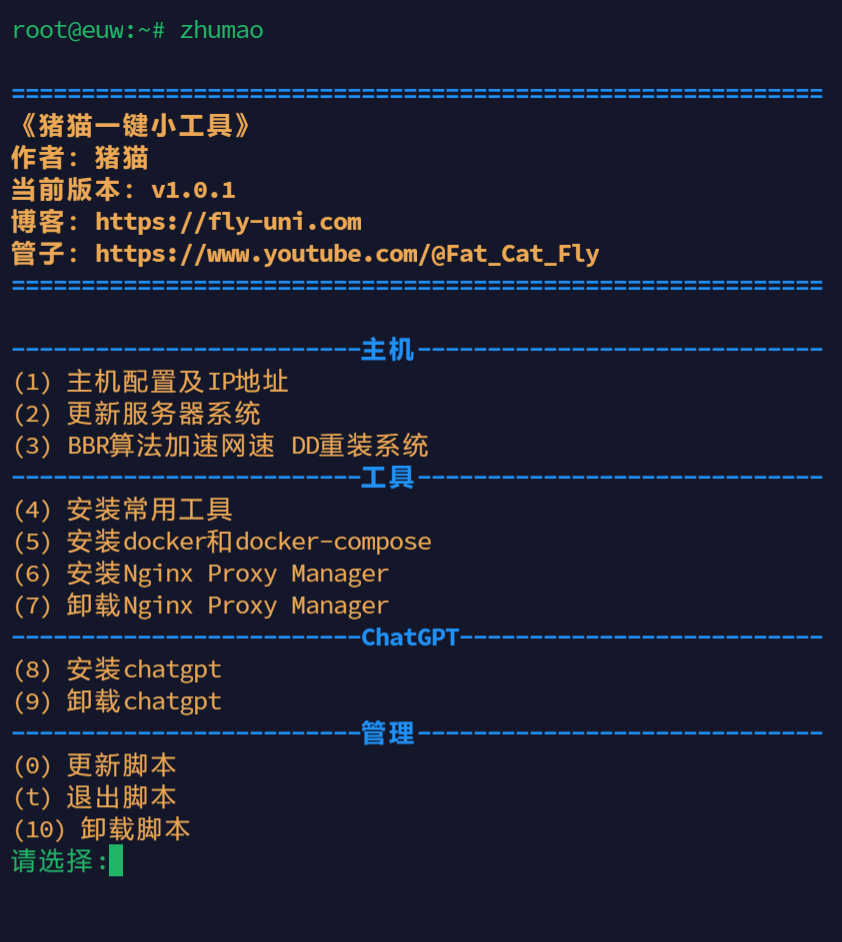 root@euw:~# zhumao
==========================================================
《猪猫一键小工具》
作者: 猪猫
当前版本: v1.0.1
博客: https://fly-uni.com
管子: https://www.youtube.com/@Fat_Cat_Fly
==========================================================
-------------------------主机-----------------------------
(1) 主机配置及IP地址
(2) 更新服务器系统
(3) BBR算法加速网速 DD重装系统
-------------------------工具-----------------------------
(4) 安装常用工具
(5) 安装docker和docker-compose
(6) 安装Nginx Proxy Manager
(7) 卸载Nginx Proxy Manager
-------------------------ChatGPT--------------------------
(8) 安装chatgpt
(9) 卸载chatgpt
-------------------------管理-----------------------------
(0) 更新脚本
(t) 退出脚本
(10) 卸载脚本
请选择: